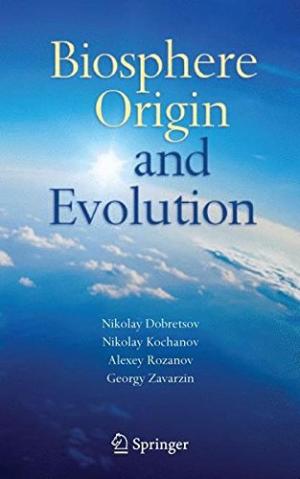 Biosphere
Origin
and
Evolution
Nikolay Dobretsov
Nikolay Kochanov
Alexey Rozanov
Georgy Zavarzin
Springer